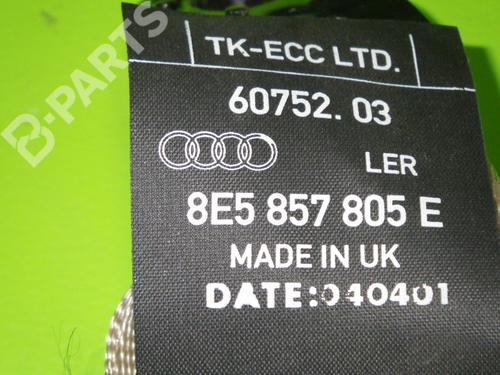 B-PARTS
TK-ECC LTD.
60752. 03
LER
8E5 857 805 E
MADE IN UK
DATE:040401